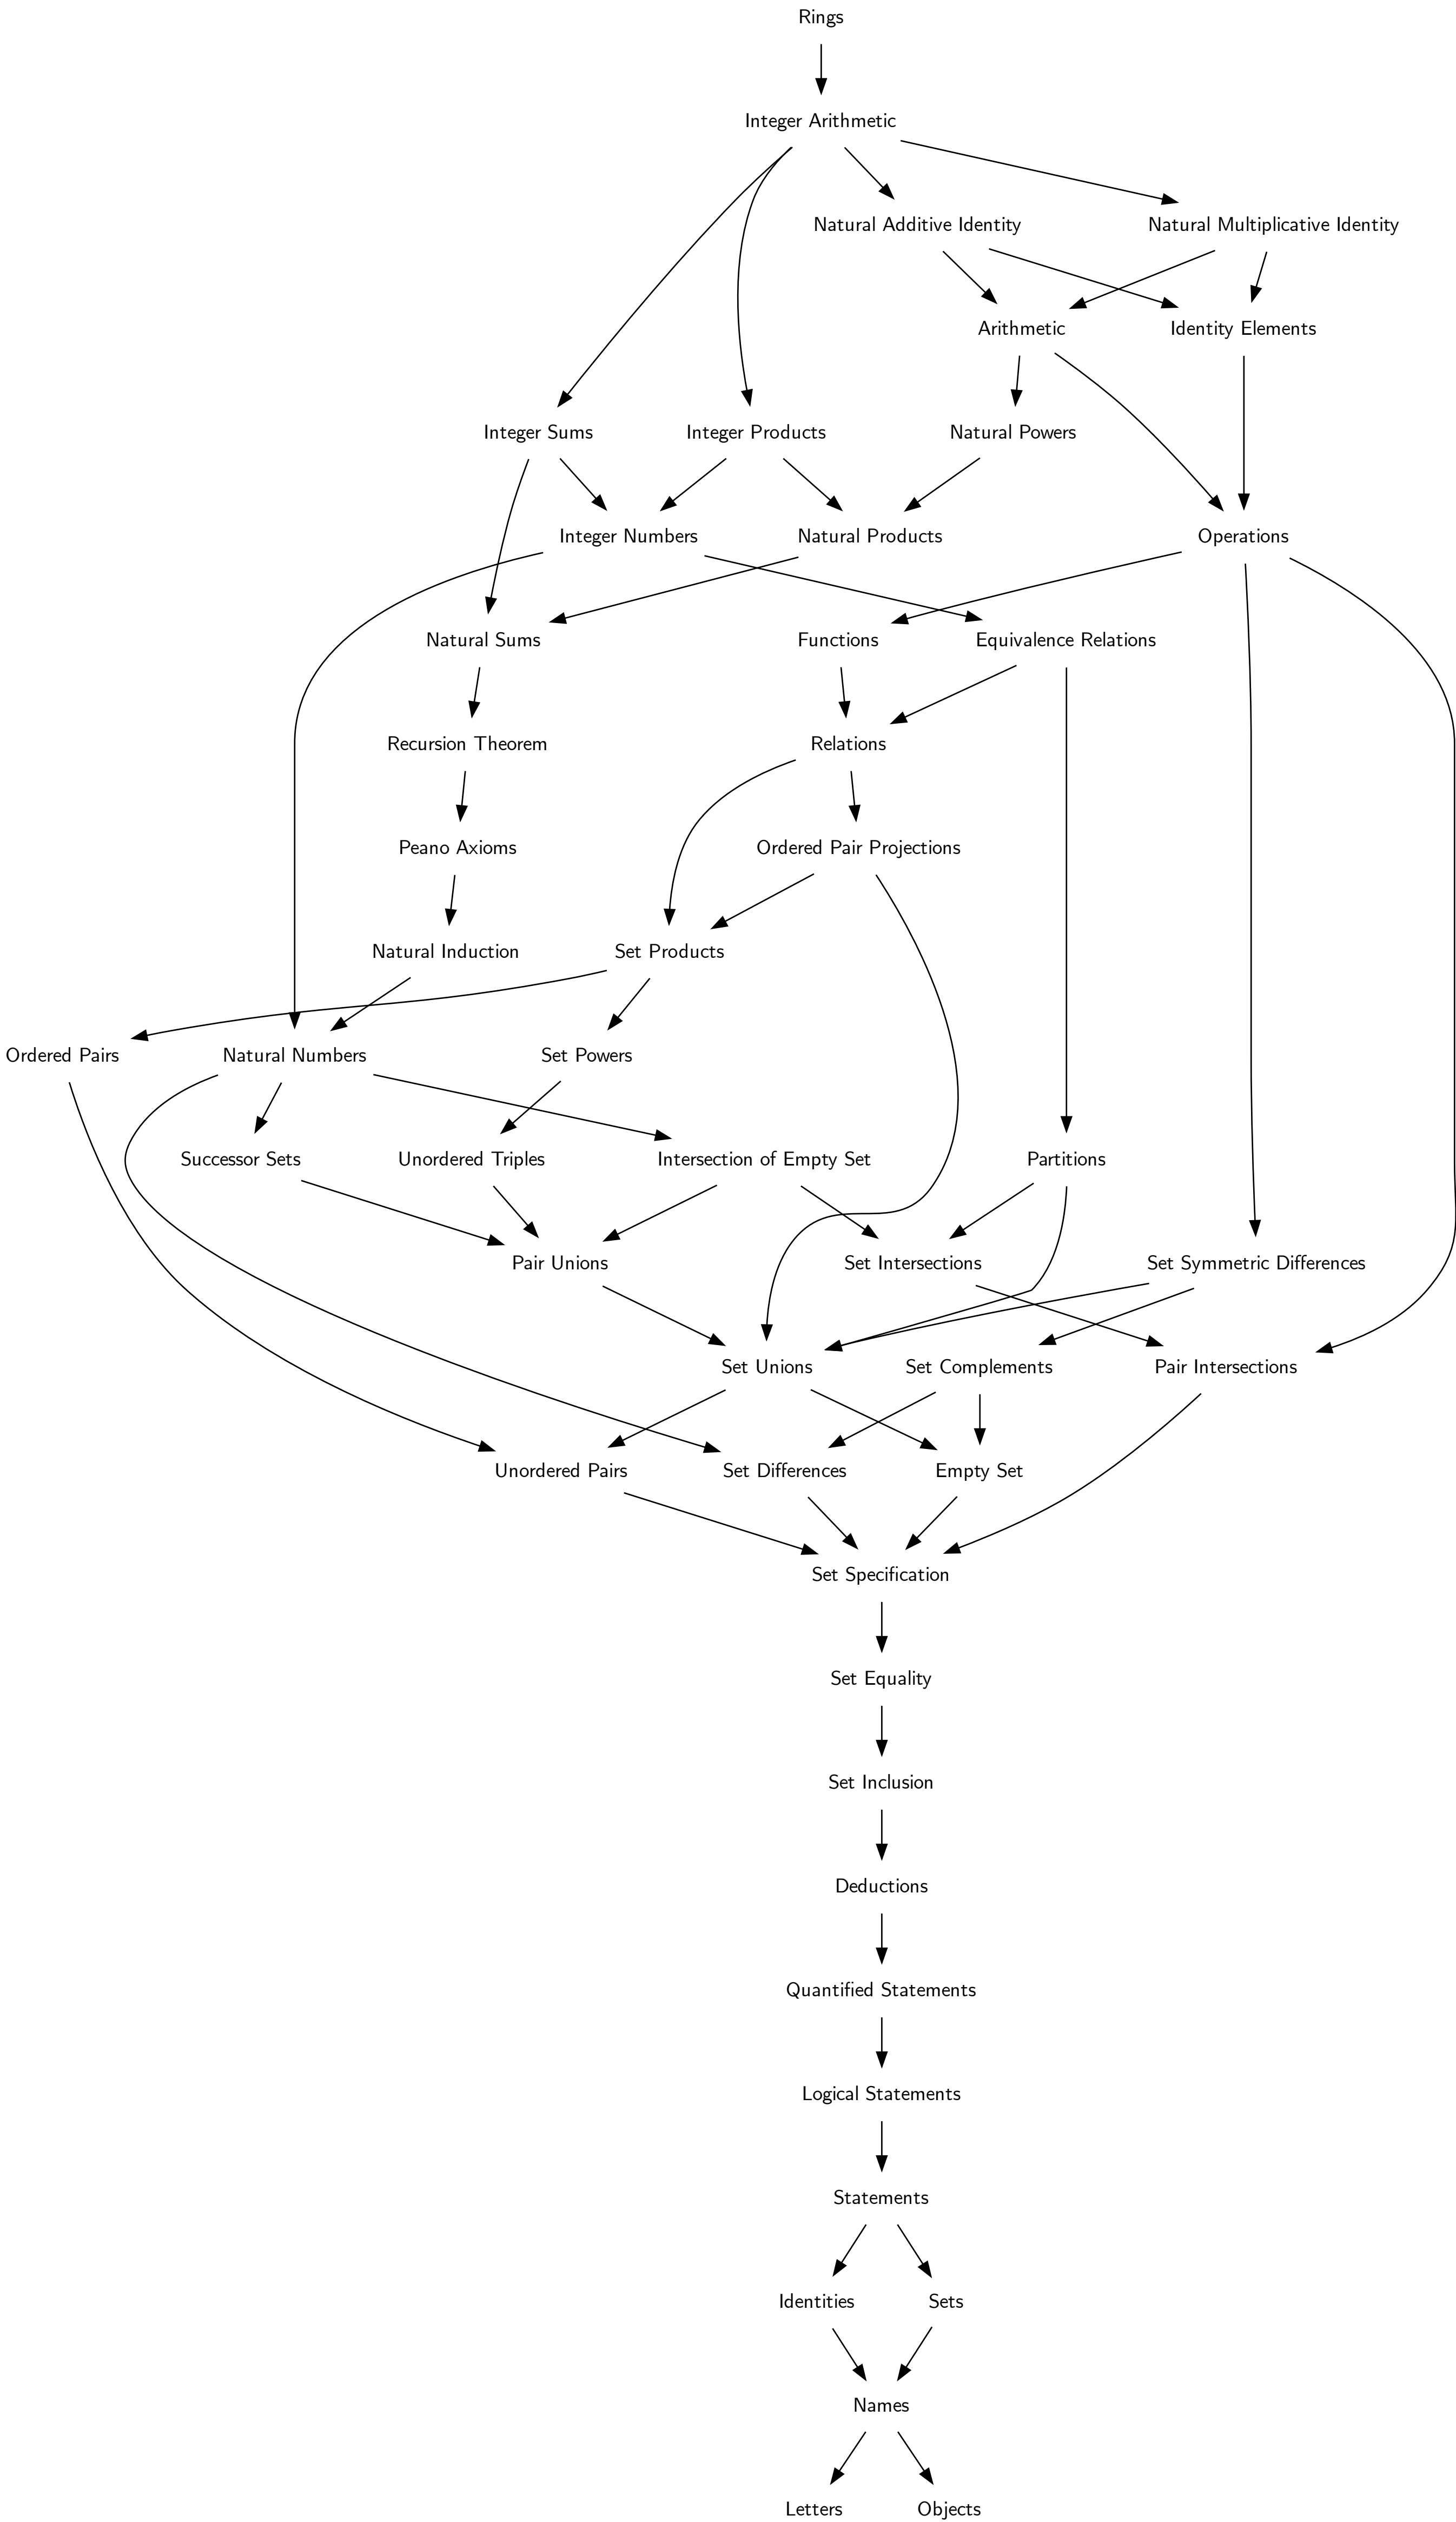 Rings
Integer Arithmetic
Natural Additive Identity
Natural Multiplicative Identity
Arithmetic
Identity Elements
Integer Sums
Integer Products
Natural Powers
Integer Numbers
Natural Products
Operations
Natural Sums
Functions
Equivalence Relations
Recursion Theorem
Relations
Peano Axioms
Ordered Pair Projections
Natural Induction
Set Products
Ordered Pairs
Natural Numbers
Set Powers
Successor Sets
Unordered Triples
Intersection of Empty Set
Partitions
Pair Unions
Set Intersections
Set Symmetric Differences
Set Unions
Set Complements
Pair Intersections
Unordered Pairs
Set Differences
Empty Set
Set Specification
Set Equality
Set Inclusion
Deductions
Quantified Statements
Logical Statements
Statements
Identities
Sets
Names
Letters
Objects